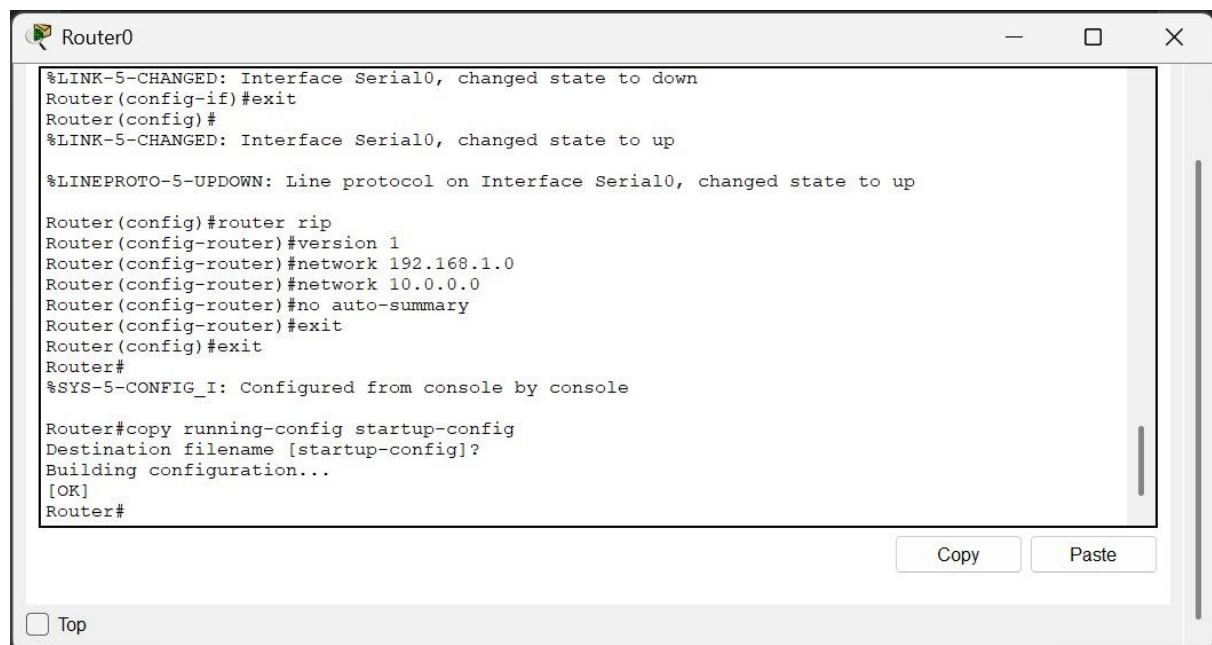 Router0
%LINK-5-CHANGED: Interface Serial0, changed state to down
Router(config-if)#exit
Router(config)#
%LINK-5-CHANGED: Interface Serial0, changed state to up
%LINEPROTO-5-UPDOWN: Line protocol on Interface Serial0, changed state to up
Router(config)#router rip
Router(config-router)#version 1
Router(config-router)#network 192.168.1.0
Router(config-router)#network 10.0.0.0
Router(config-router)#no auto-summary
Router(config-router)#exit
Router(config)#exit
Router#
%SYS-5-CONFIG_I: Configured from console by console
Router#copy running-config startup-config
Destination filename [startup-config]?
Building configuration...
[OK]
Router#
Copy Paste
Top